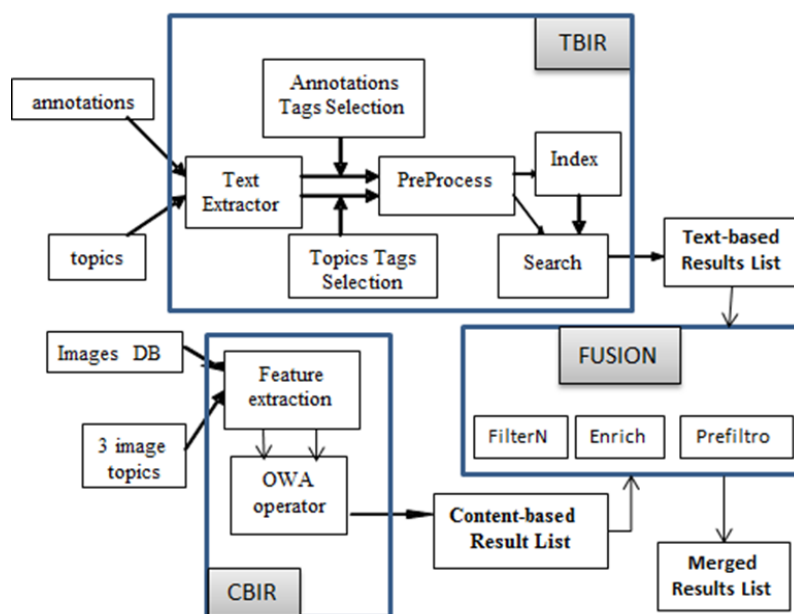 TBIR
annotations
Annotations
Tags Selection
Text
Extractor
PreProcess
Index
topics
Topics Tags
Selection
Search
Text-based
Results List
Images DB
Feature
extraction
3 image
topics
OWA
operator
CBIR
Content-based
Result List
FUSION
FilterN
Enrich
Prefiltro
Merged
Results List